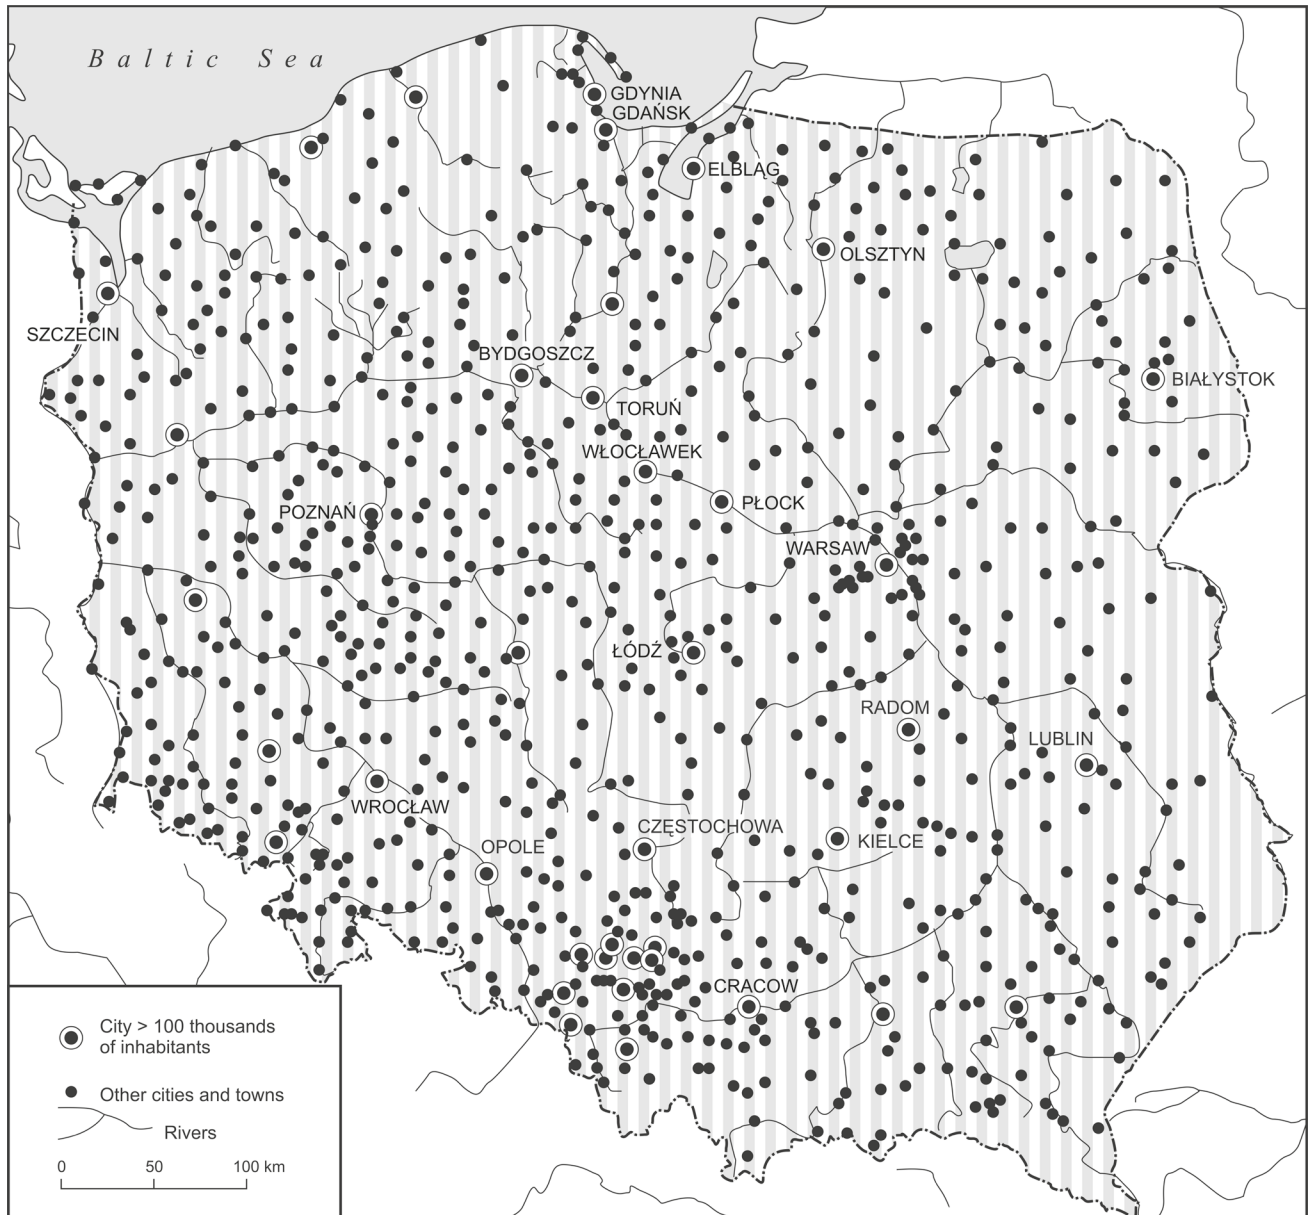 Baltic Sea
GDYNIA
GDAŃSK
ELBLĄG
OLSZTYN
SZCZECIN
BYDGOSZCZ
BIAŁYSTOK
TORUŃ
WŁOCŁAWEK
POZNAŃ
PŁOCK
WARSAW
ŁÓDŹ
RADOM
LUBLIN
WROCŁAW
CZĘSTOCHOWA
OPOLE
KIELCE
CRACOW
City > 100 thousands
of inhabitants
Other cities and towns
Rivers
0 50 100 km